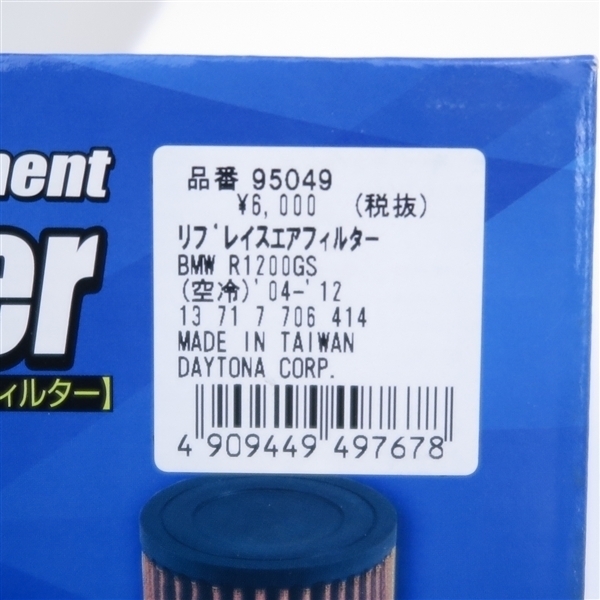 ment
er
ィルター】
品番 95049
¥6,000 (税抜)
リプレイスエアフィルター
BMW R1200GS
(空冷)'04-'12
13 71 7 706 414
MADE IN TAIWAN
DAYTONA CORP.
4 909449 497678